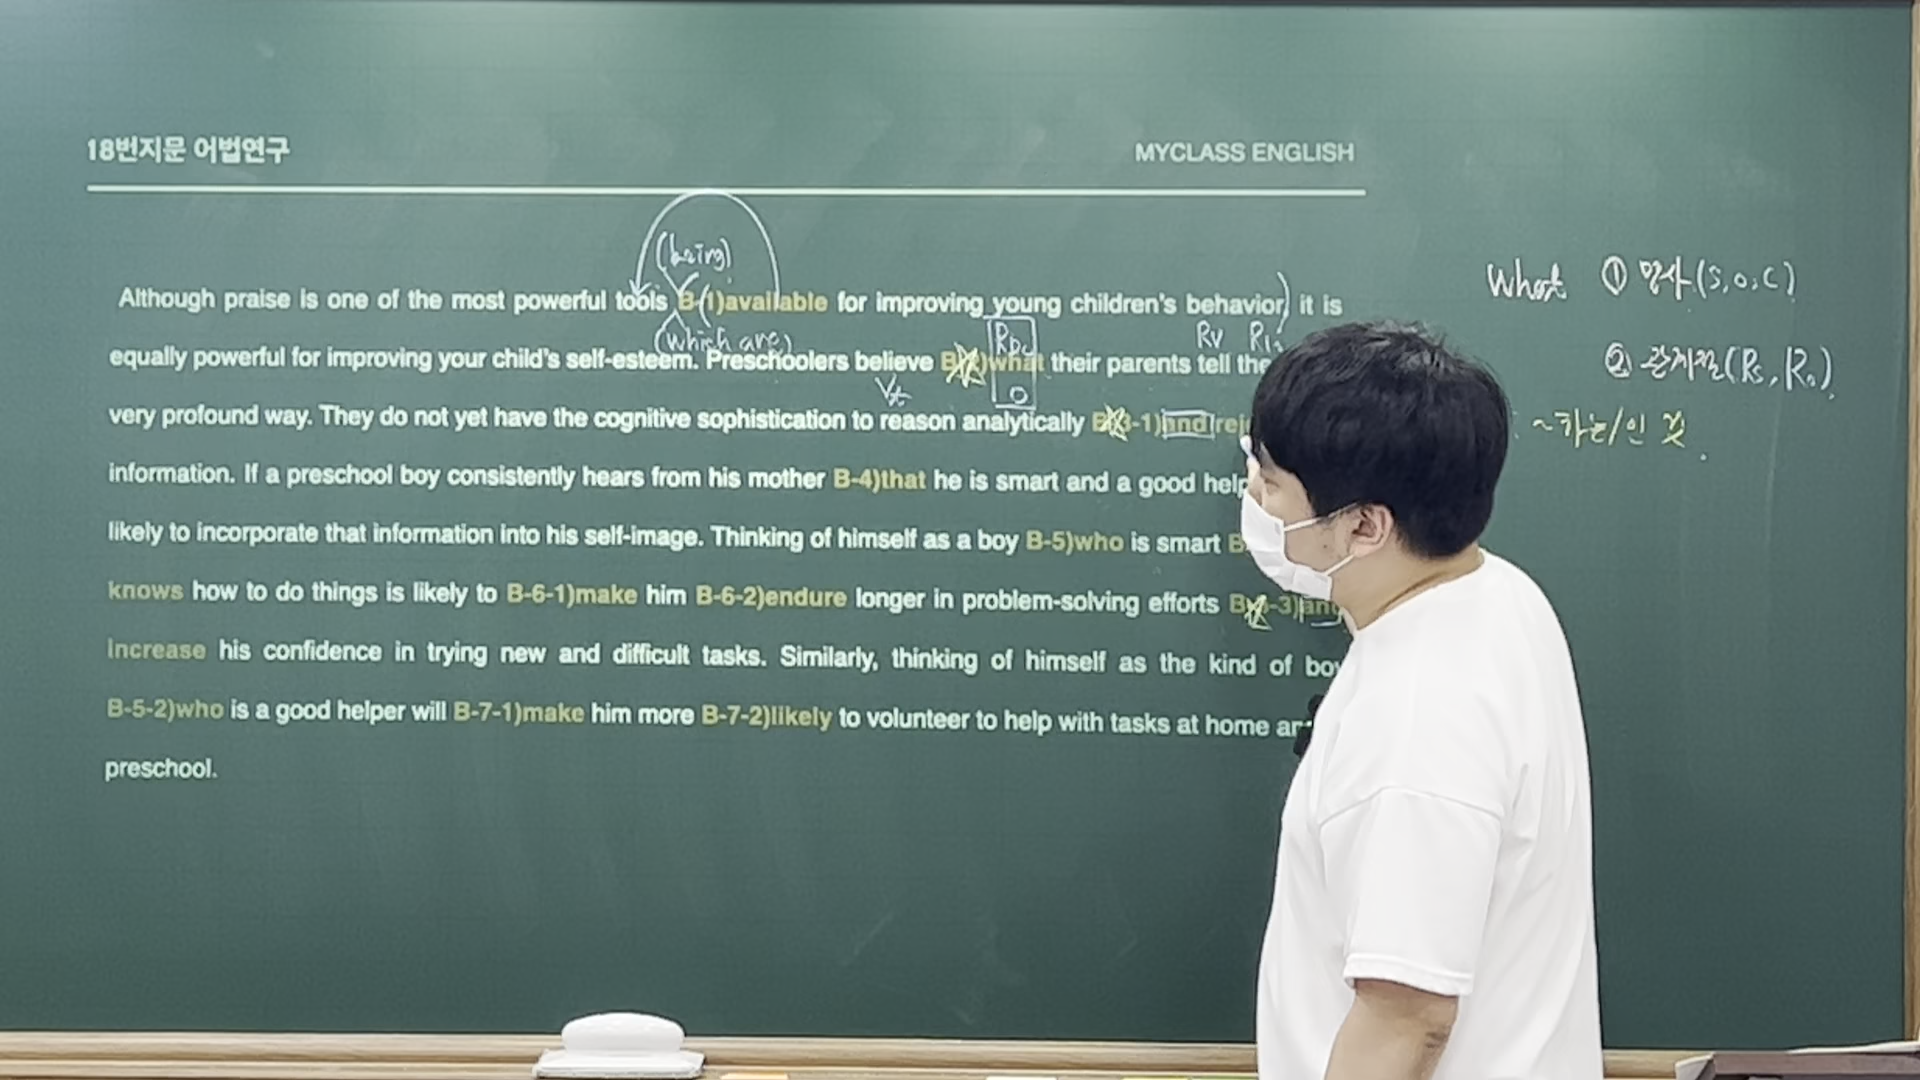 18번지문 어법연구
MYCLASS ENGLISH
(being)
Although praise is one of the most powerful tools B-1)available for improving young children's behavior, it is
(which are)
equally powerful for improving your child's self-esteem. Preschoolers believe what their parents tell the
very profound way. They do not yet have the cognitive sophistication to reason analytically -1)and rej
information. If a preschool boy consistently hears from his mother B-4)that he is smart and a good help
likely to incorporate that information into his self-image. Thinking of himself as a boy B-5)who is smart B
knows how to do things is likely to B-6-1)make him B-6-2)endure longer in problem-solving efforts -3)and
increase his confidence in trying new and difficult tasks. Similarly, thinking of himself as the kind of boy
B-5-2)who is a good helper will B-7-1)make him more B-7-2)likely to volunteer to help with tasks at home an
preschool.
What ① 명사(S,O,C)
② 관계절(Rs, Ro)
~하는/인 것.